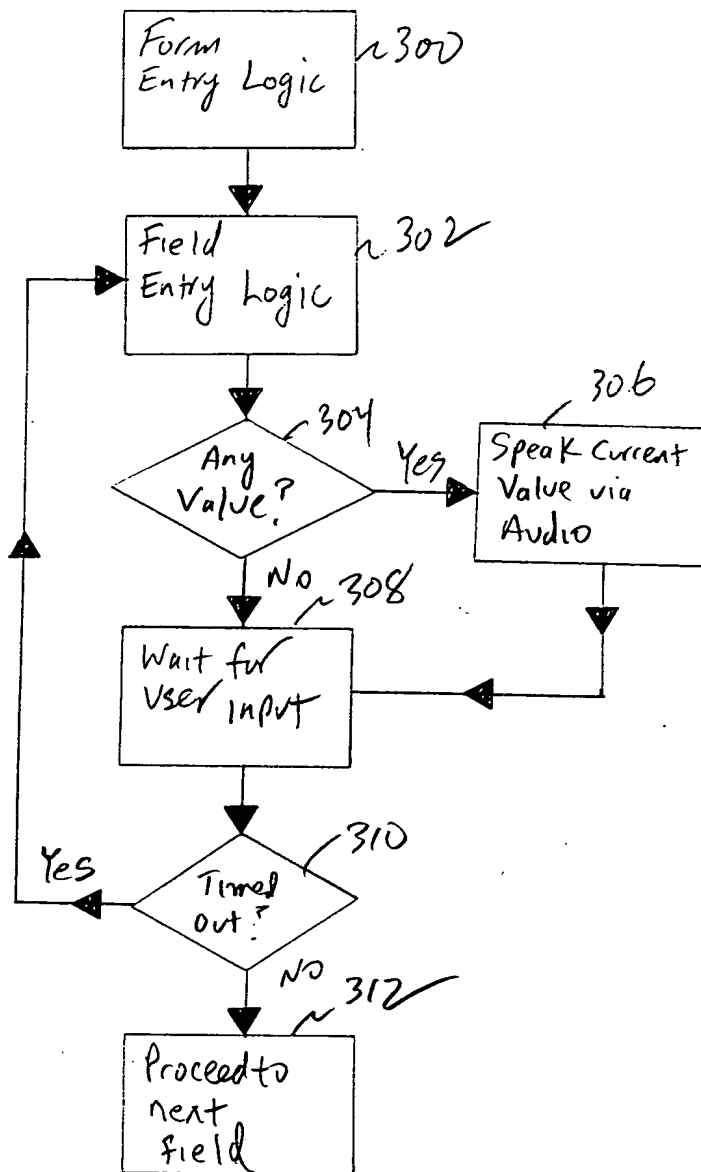 Form
Entry Logic
300
Field
Entry Logic
302
304
Any
Value?
Yes
306
Speak Current
Value via
Audio
No
308
Wait for
User Input
310
Timed
Out?
Yes
No
312
Proceed to
next
field